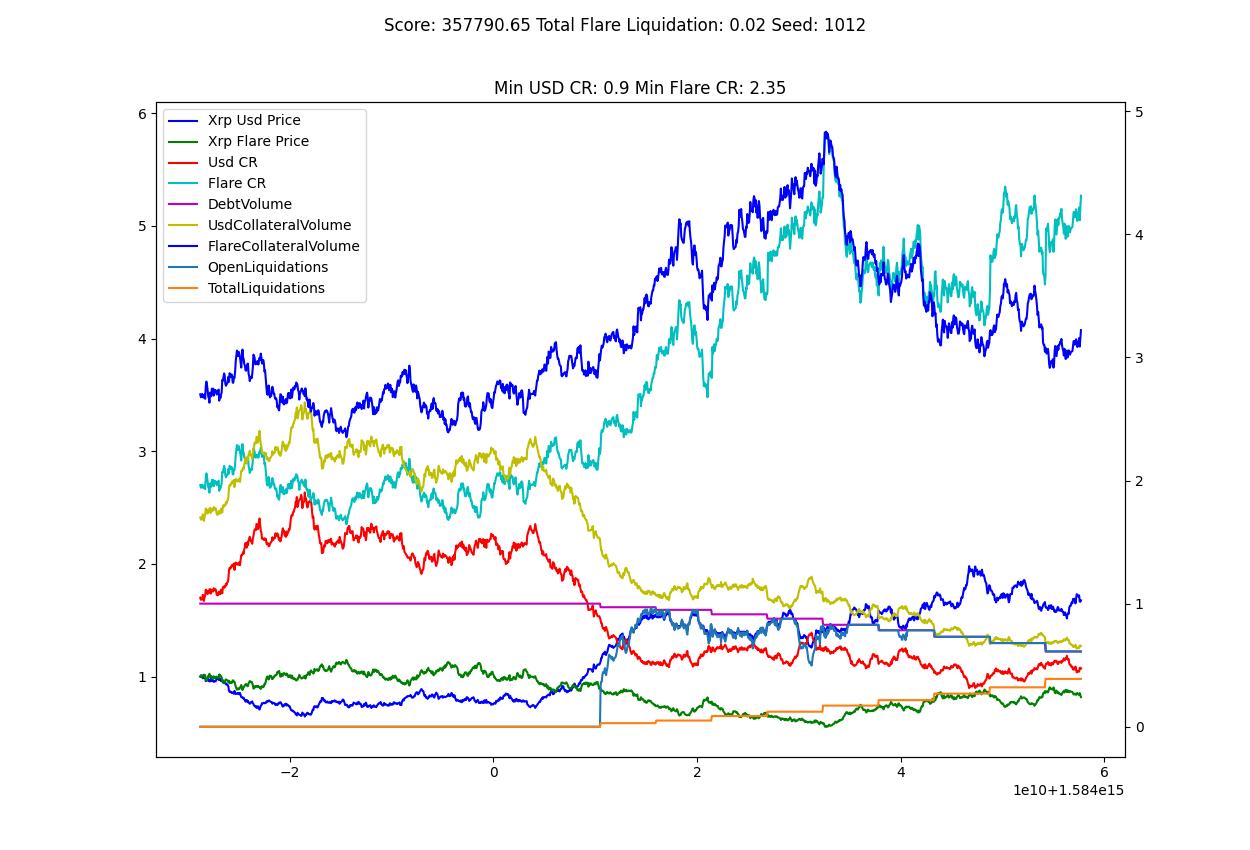 Score: 357790.65 Total Flare Liquidation: 0.02 Seed: 1012
Min USD CR: 0.9 Min Flare CR: 2.35
Xrp Usd Price
Xrp Flare Price
Usd CR
Flare CR
DebtVolume
UsdCollateralVolume
FlareCollateralVolume
OpenLiquidations
TotalLiquidations
6
5
4
3
2
1
5
4
3
2
1
0
−2
0
2
4
6
1e10+1.584e15